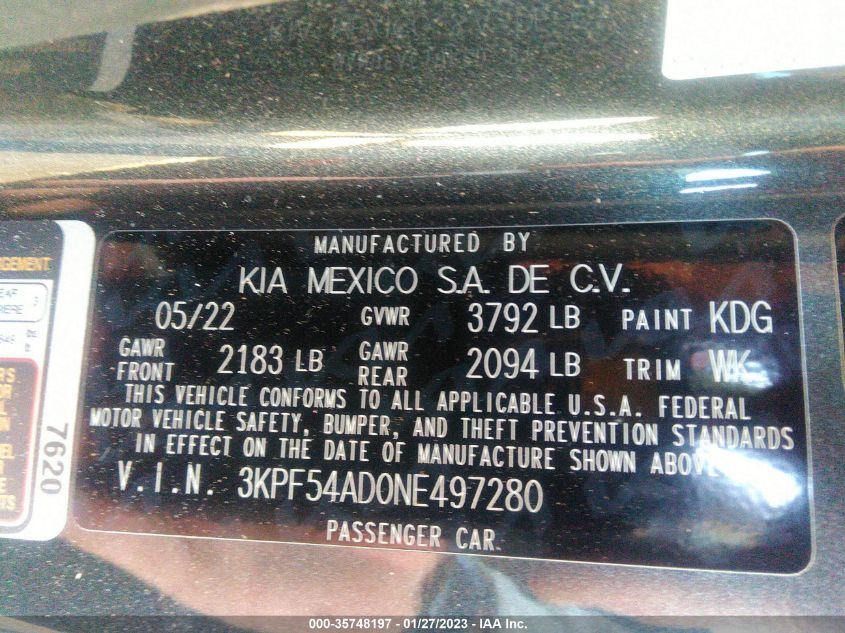 MANUFACTURED BY
KIA MEXICO S.A. DE C.V.
05/22 GVWR 3792 LB PAINT KDG
GAWR FRONT 2183 LB GAWR REAR 2094 LB TRIM WK
THIS VEHICLE CONFORMS TO ALL APPLICABLE U.S.A. FEDERAL
MOTOR VEHICLE SAFETY, BUMPER, AND THEFT PREVENTION STANDARDS
IN EFFECT ON THE DATE OF MANUFACTURE SHOWN ABOVE.
V.I.N. 3KPF54AD0NE497280
PASSENGER CAR
7620
000-35748197 - 01/27/2023 - IAA Inc.